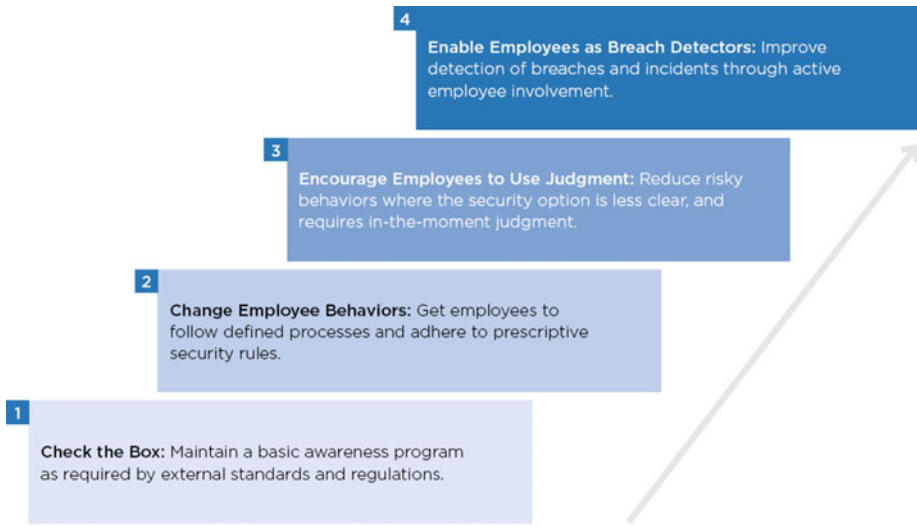 4
Enable Employees as Breach Detectors: Improve
detection of breaches and incidents through active
employee involvement.
3
Encourage Employees to Use Judgment: Reduce risky
behaviors where the security option is less clear, and
requires in-the-moment judgment.
2
Change Employee Behaviors: Get employees to
follow defined processes and adhere to prescriptive
security rules.
1
Check the Box: Maintain a basic awareness program
as required by external standards and regulations.